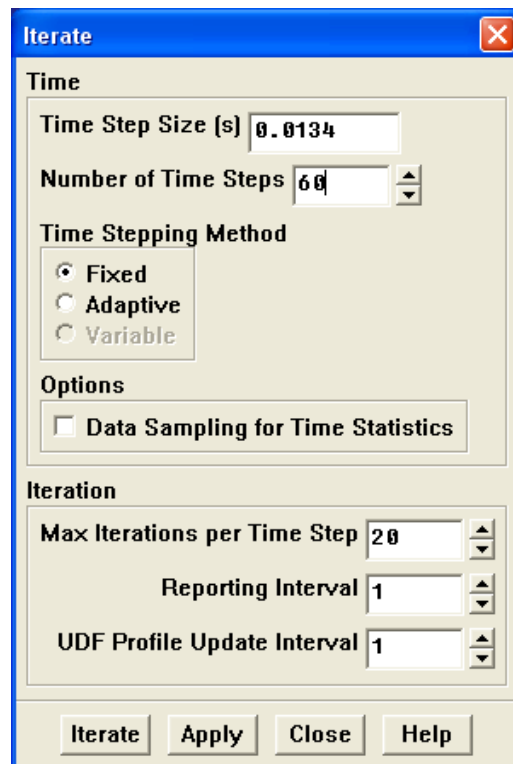 Iterate
Time
Time Step Size (s) 0.0134
Number of Time Steps 60
Time Stepping Method
Fixed
Adaptive
Variable
Options
Data Sampling for Time Statistics
Iteration
Max Iterations per Time Step 20
Reporting Interval 1
UDF Profile Update Interval 1
Iterate Apply Close Help